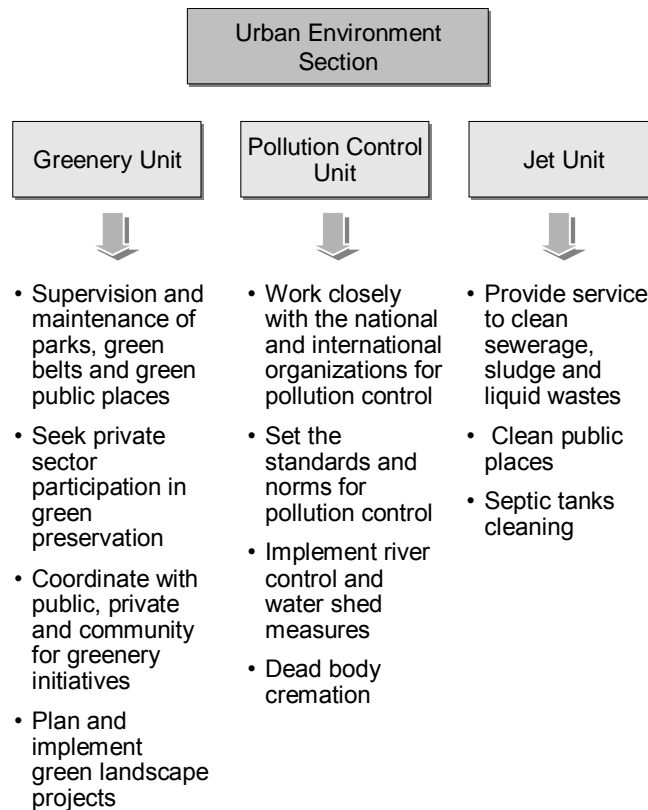 Urban Environment
Section
Greenery Unit
Pollution Control
Unit
Jet Unit
• Supervision and
maintenance of
parks, green
belts and green
public places
• Seek private
sector
participation in
green
preservation
• Coordinate with
public, private
and community
for greenery
initiatives
• Plan and
implement
green landscape
projects
• Work closely
with the national
and international
organizations for
pollution control
• Set the
standards and
norms for
pollution control
• Implement river
control and
water shed
measures
• Dead body
cremation
• Provide service
to clean
sewerage,
sludge and
liquid wastes
• Clean public
places
• Septic tanks
cleaning